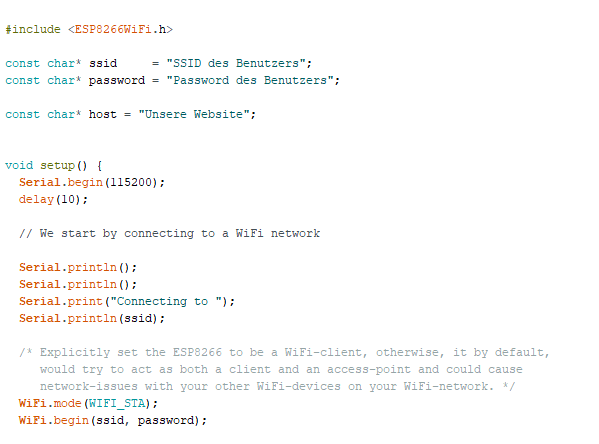 #include <ESP8266WiFi.h>
const char* ssid     = "SSID des Benutzers";
const char* password = "Password des Benutzers";
const char* host = "Unsere Website";
void setup() {
  Serial.begin(115200);
  delay(10);
  // We start by connecting to a WiFi network
  Serial.println();
  Serial.println();
  Serial.print("Connecting to ");
  Serial.println(ssid);
  /* Explicitly set the ESP8266 to be a WiFi-client, otherwise, it by default,
     would try to act as both a client and an access-point and could cause
     network-issues with your other WiFi-devices on your WiFi-network. */
  WiFi.mode(WIFI_STA);
  WiFi.begin(ssid, password);